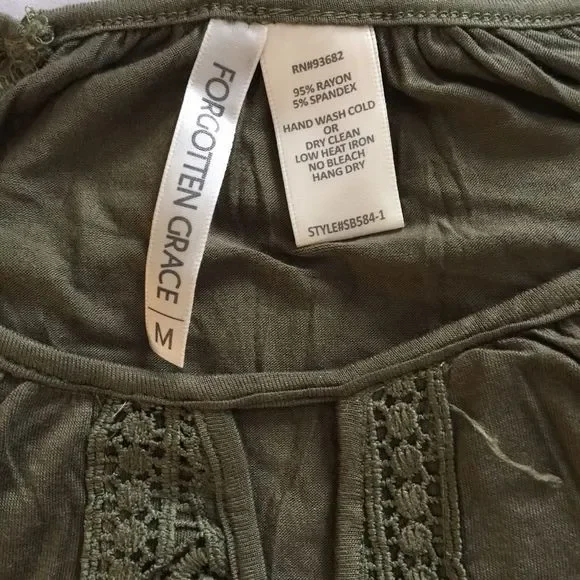 FORGOTTEN GRACE | M
RN#93682
95% RAYON
5% SPANDEX
HAND WASH COLD
OR
DRY CLEAN
LOW HEAT IRON
NO BLEACH
HANG DRY
STYLE#SB584-1